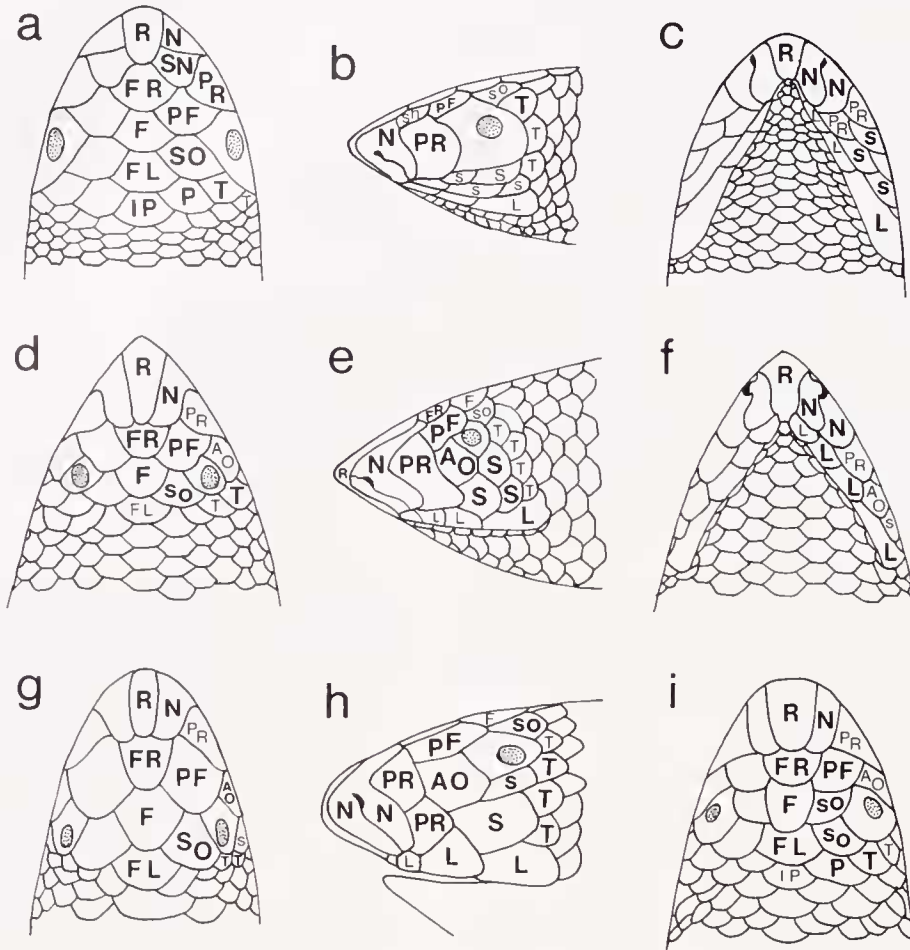 a
R N
SN
FR PR
F PF
FL SO
IP P T T
b
sn PF SO T
N PR T
T
S S
S S S
L
c
R
N N
PR
PR S
L S
S
L
d
R
N
PR
FR PF AO
F
SO T
FL T
e
F
FR SO
PF T
R N PR AO S T
S S T
L L L
f
R
N N
L
L PR
L AO
S
L
g
R N
PR
FR
PF
AO
F
SO S
FL TT
h
F SO
PF T
PR AO S T
N N T
PR S T
L L L
i
R N
PR
FR PF AO
F SO
SO
FL T
IP P T